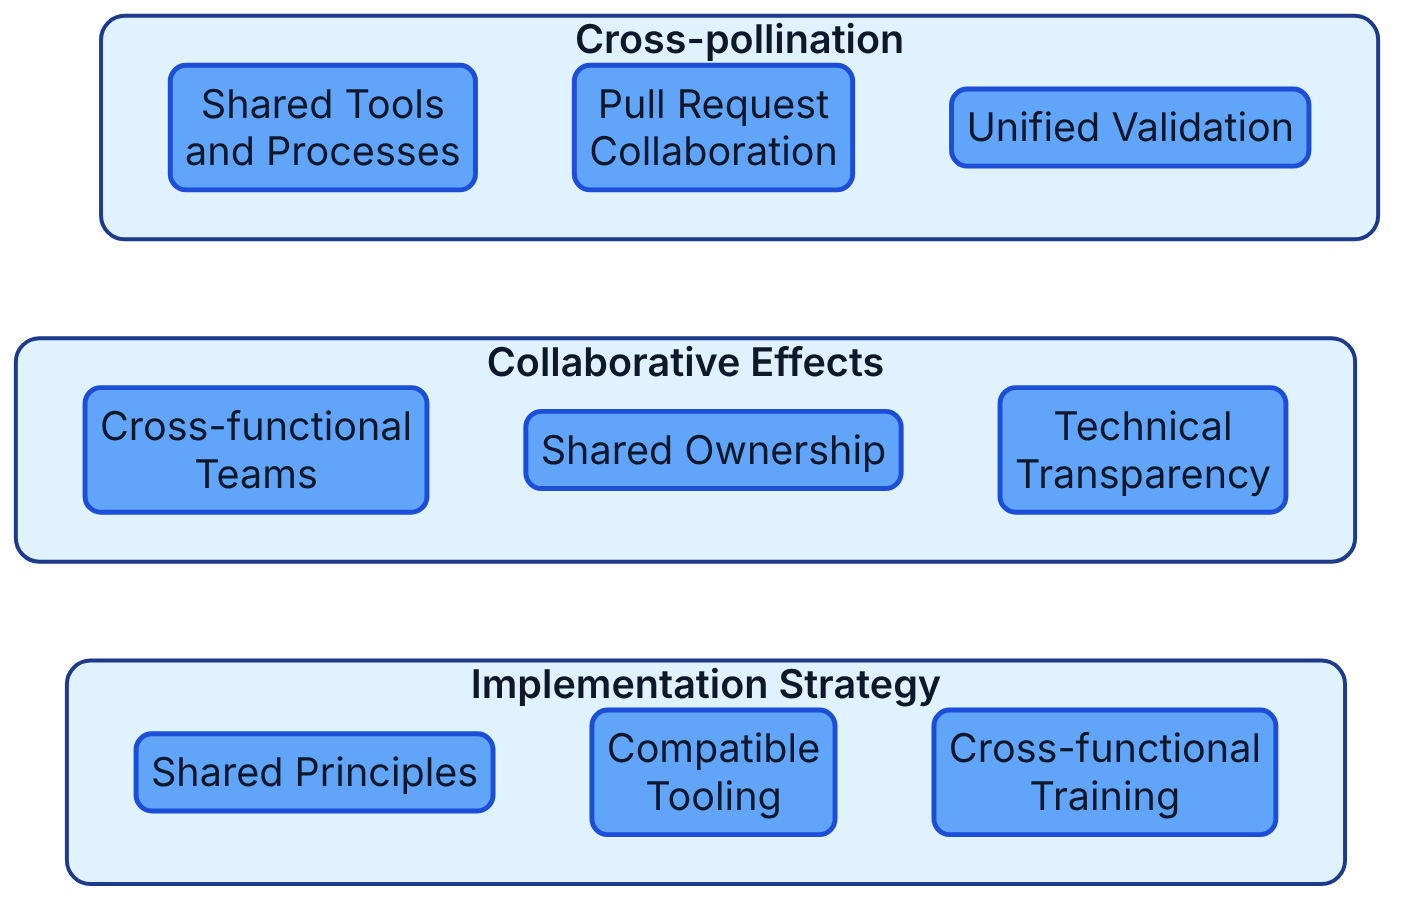 Cross-pollination
Shared Tools
and Processes
Pull Request
Collaboration
Unified Validation
Collaborative Effects
Cross-functional
Teams
Shared Ownership
Technical
Transparency
Implementation Strategy
Shared Principles
Compatible
Tooling
Cross-functional
Training